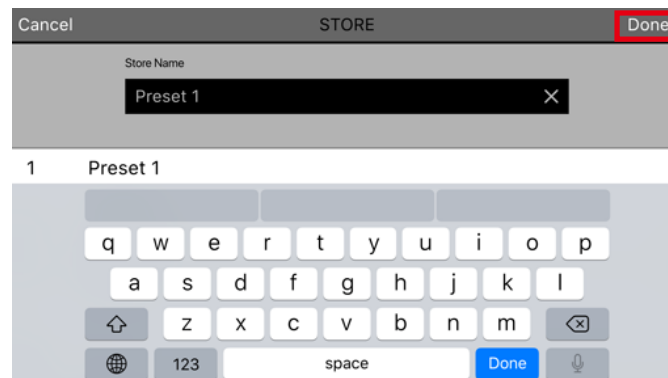 Cancel STORE Done
Store Name
Preset 1
1 Preset 1
q w e r t y u i o p
a s d f g h j k l
z x c v b n m
123 space Done